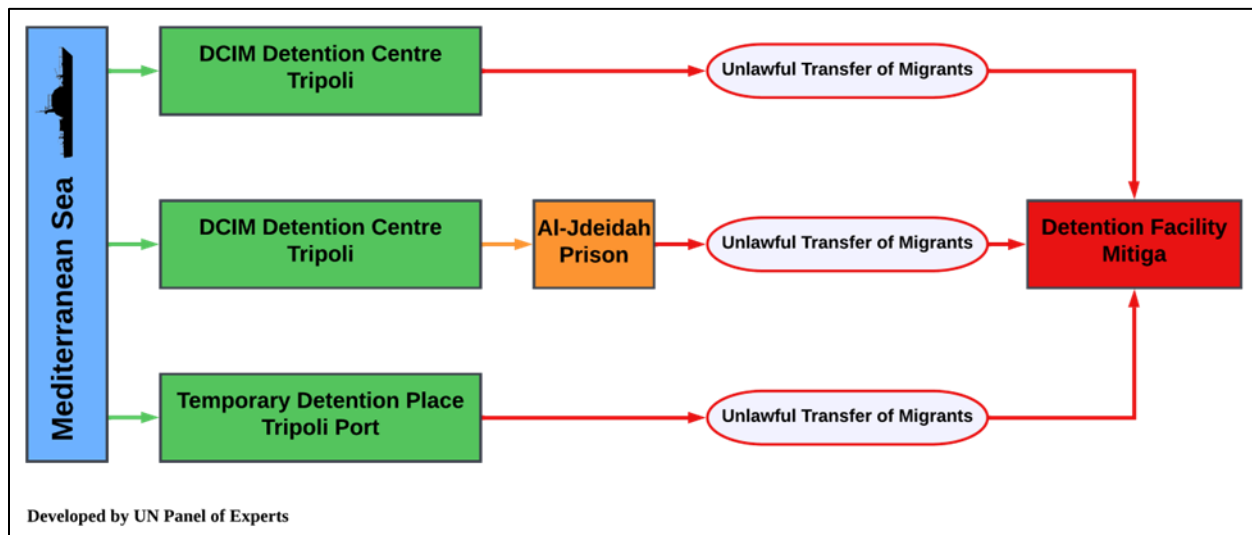 Mediterranean Sea
DCIM Detention Centre
Tripoli
Unlawful Transfer of Migrants
DCIM Detention Centre
Tripoli
Al-Jdeidah
Prison
Unlawful Transfer of Migrants
Detention Facility
Mitiga
Temporary Detention Place
Tripoli Port
Unlawful Transfer of Migrants
Developed by UN Panel of Experts